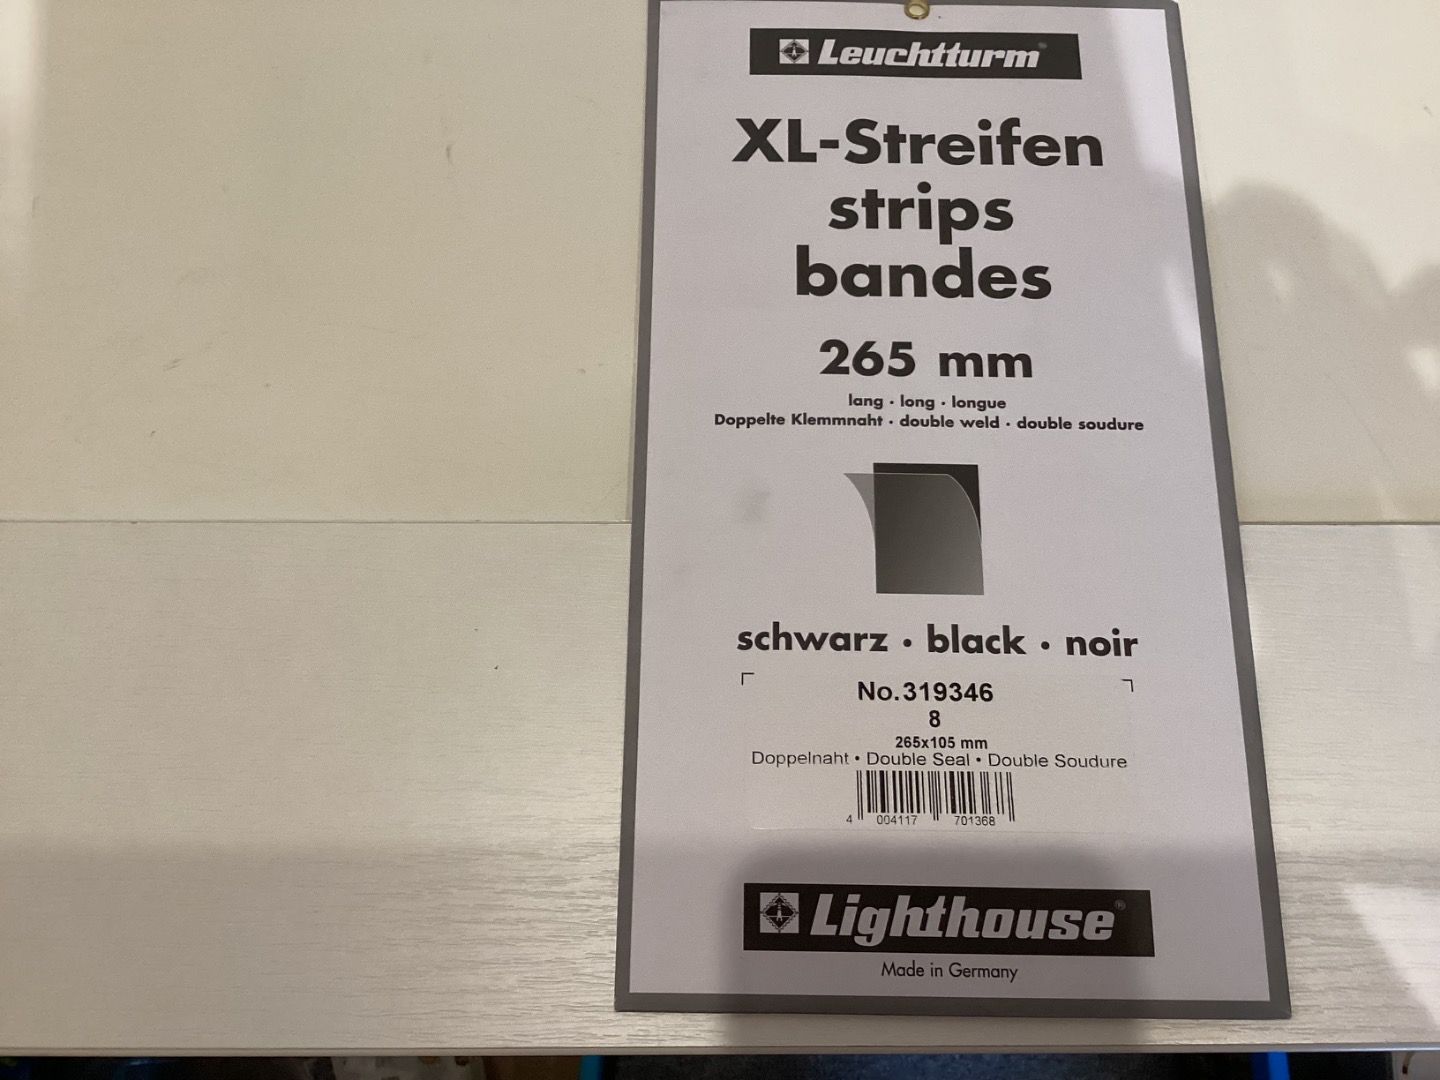 Leuchtturm
XL-Streifen
strips
bandes
265 mm
lang · long · longue
Doppelte Klemmnaht · double weld · double soudure
schwarz · black · noir
No.319346
8
265x105 mm
Doppelnaht • Double Seal • Double Soudure
4 004117 701368
Lighthouse®
Made in Germany